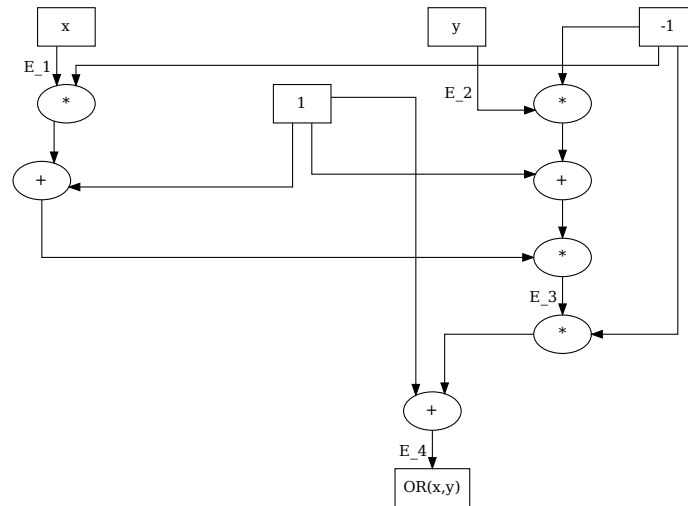 x
y
-1
E_1
*
1
E_2
*
+
+
*
E_3
*
+
E_4
OR(x,y)